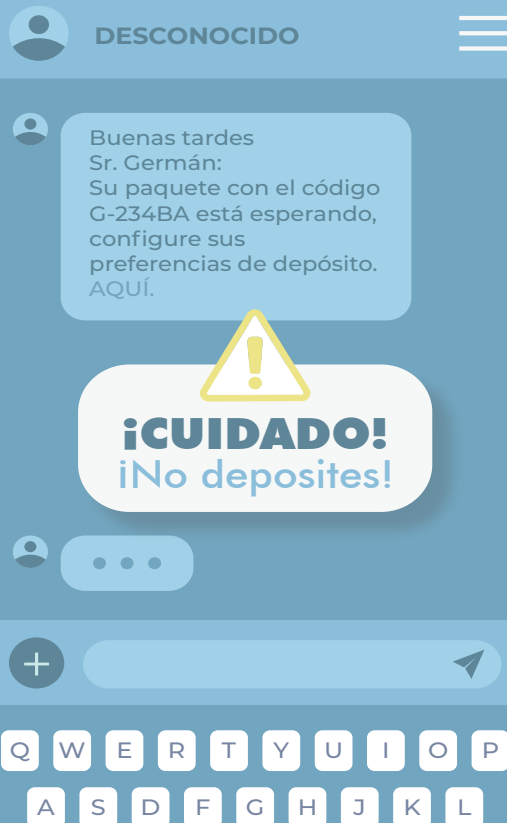 DESCONOCIDO
Buenas tardes
Sr. Germán:
Su paquete con el código
G-234BA está esperando,
configure sus
preferencias de depósito.
AQUÍ.
¡CUIDADO!
¡No deposites!
Q W E R T Y U I O P
A S D F G H J K L